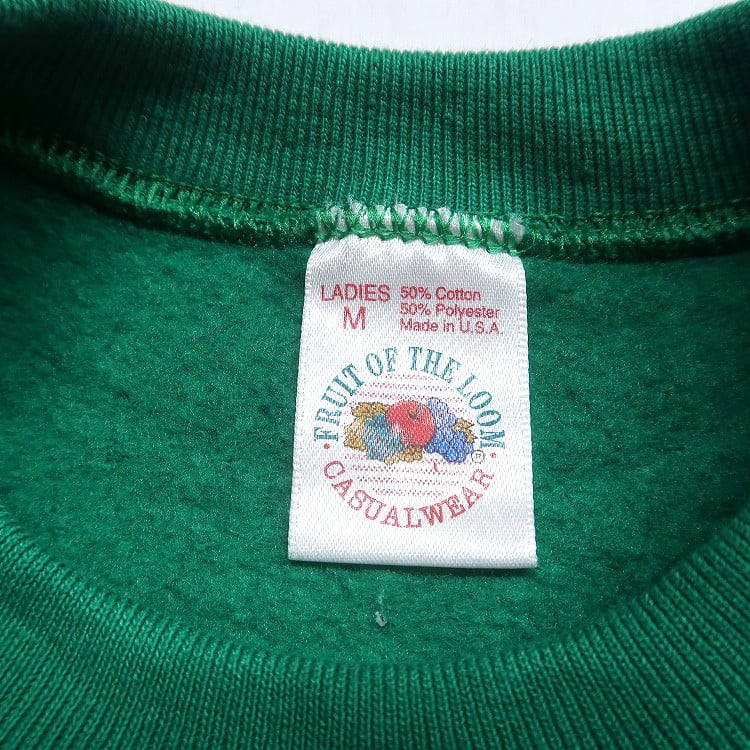 LADIES
M
50% Cotton
50% Polyester
Made in U.S.A.
FRUIT OF THE LOOM
®
CASUALWEAR